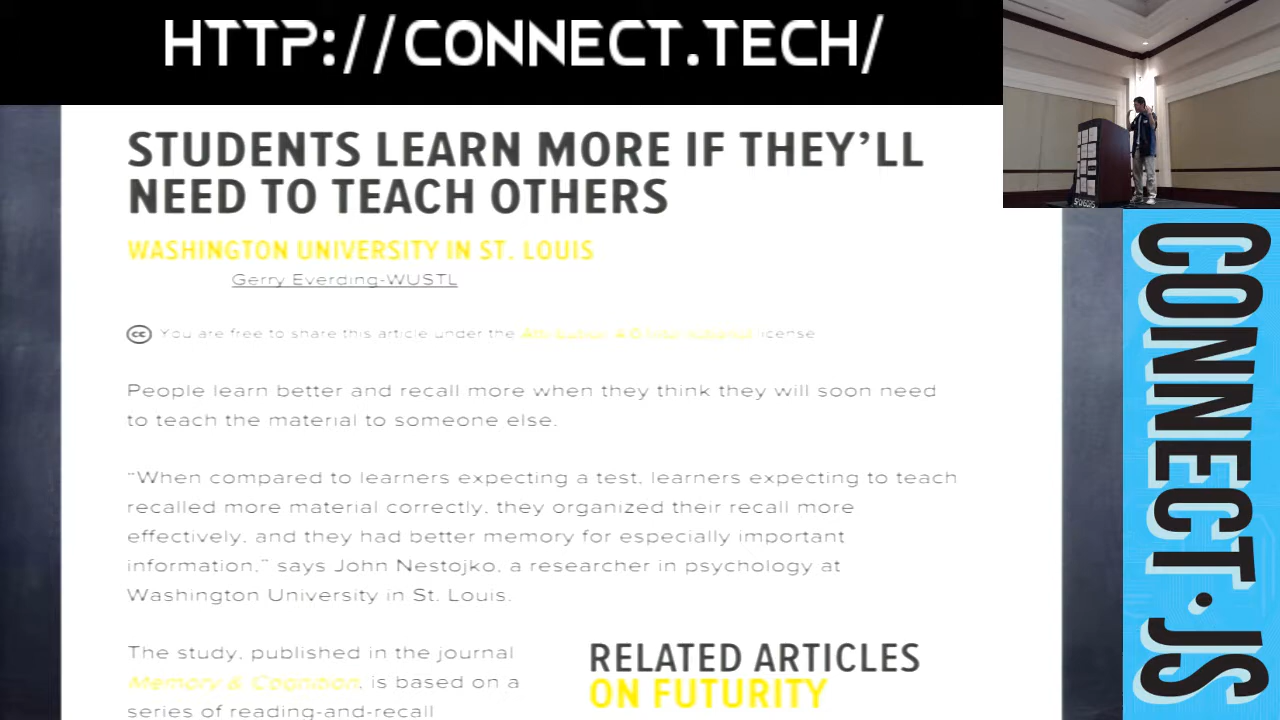 HTTP://CONNECT.TECH/
STUDENTS LEARN MORE IF THEY'LL
NEED TO TEACH OTHERS
WASHINGTON UNIVERSITY IN ST. LOUIS
Gerry Everding-WUSTL
cc You are free to share this article under the Attribution 4.0 International license
People learn better and recall more when they think they will soon need
to teach the material to someone else.
"When compared to learners expecting a test, learners expecting to teach
recalled more material correctly, they organized their recall more
effectively, and they had better memory for especially important
information," says John Nestojko, a researcher in psychology at
Washington University in St. Louis.
The study, published in the journal
Memory & Cognition, is based on a
series of reading-and-recall
RELATED ARTICLES
ON FUTURITY
SPONSORS
CONNECT.JS